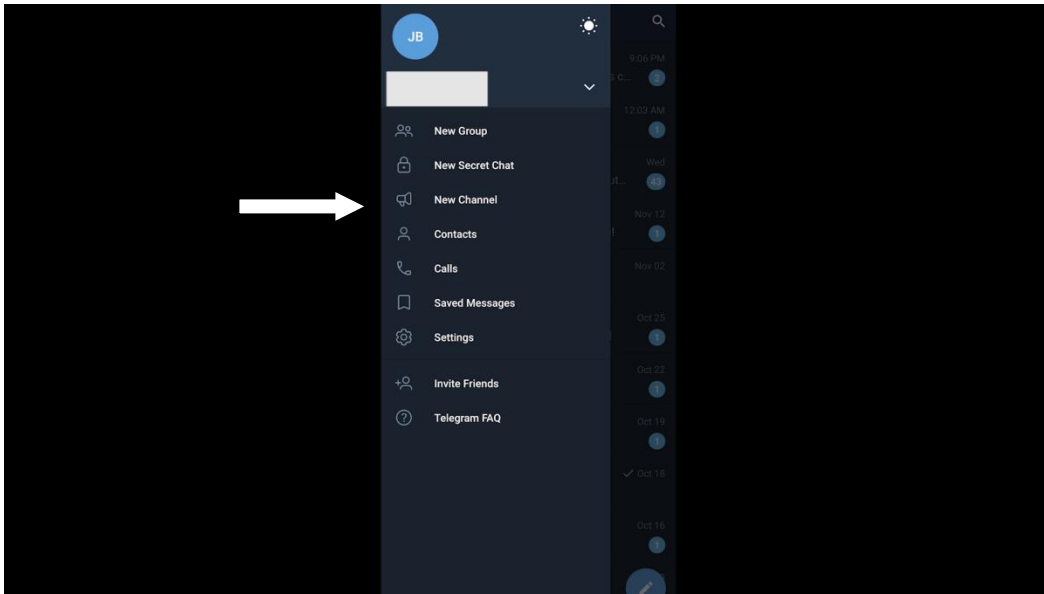 JB
9:06 PM
s c... 2
12:03 AM
1
New Group
New Secret Chat
Wed
ut... 43
New Channel
Nov 12
1
Contacts
Calls
Nov 02
Saved Messages
Oct 25
1
Settings
Oct 22
1
Invite Friends
Telegram FAQ
Oct 19
1
Oct 18
Oct 16
1